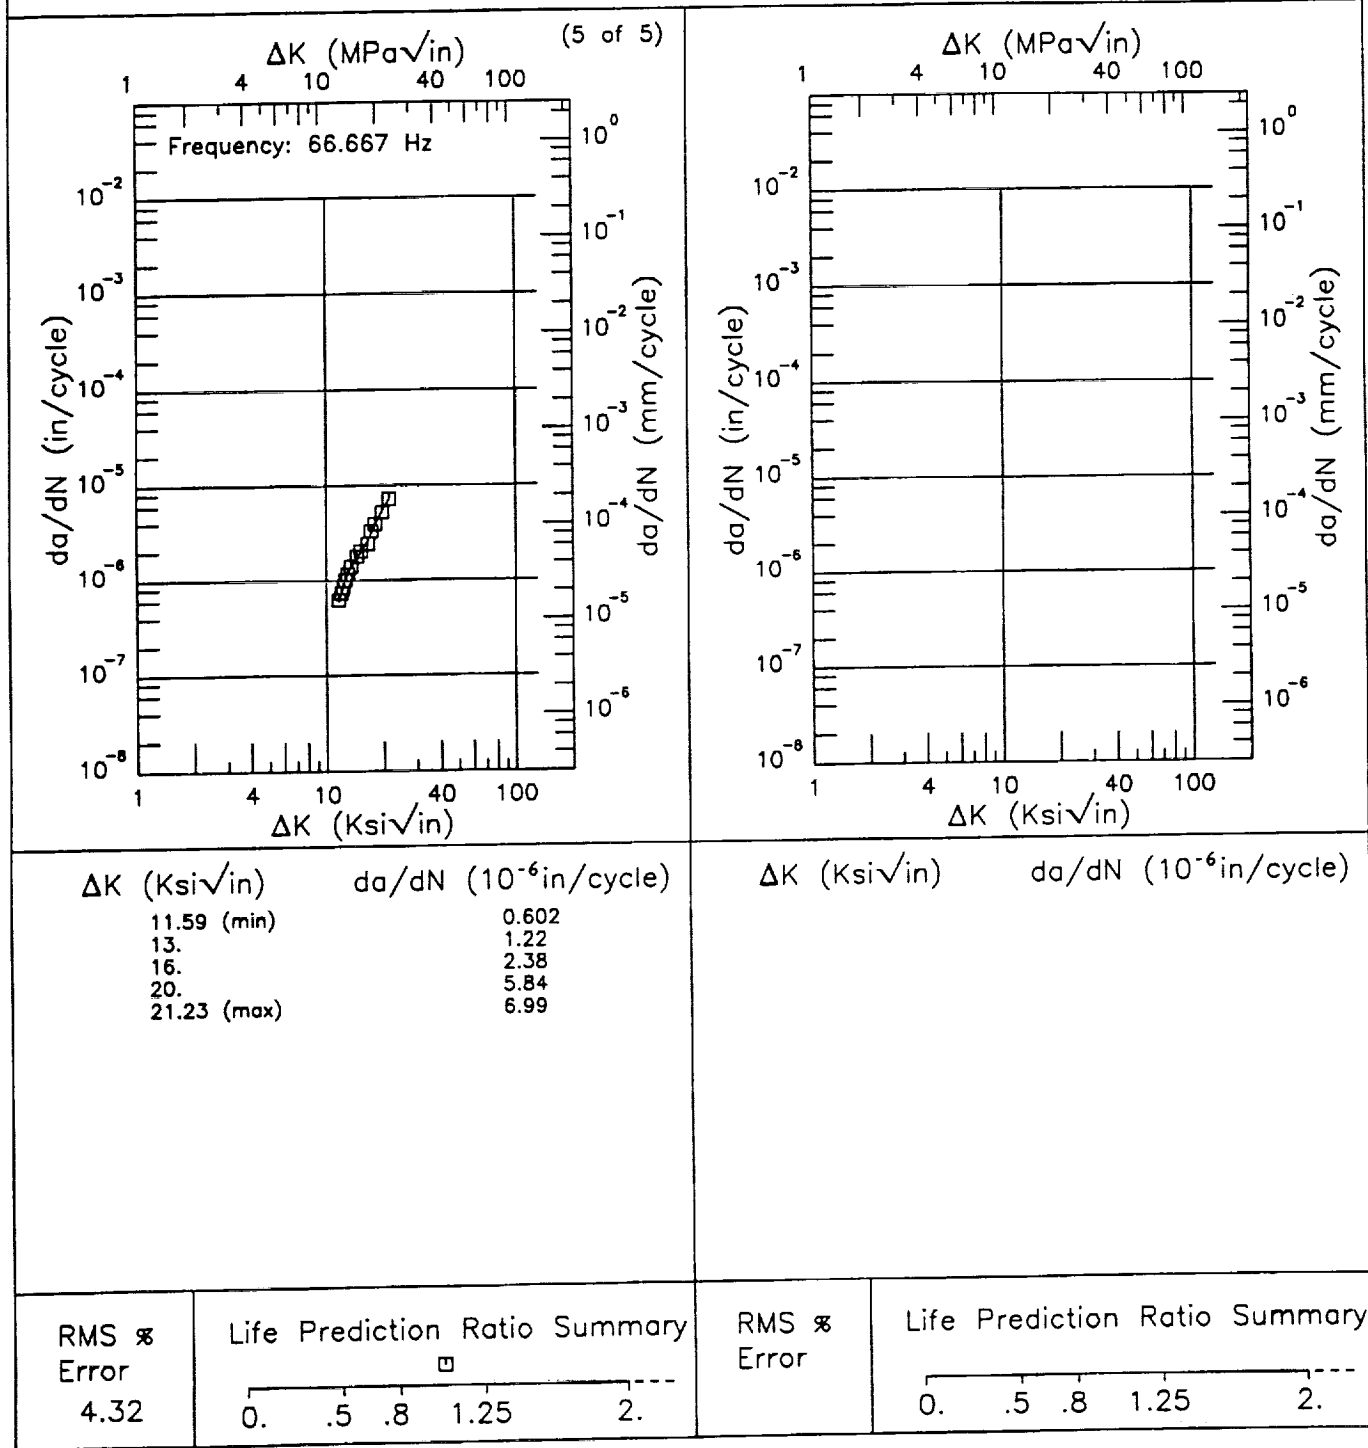 (5 of 5)
ΔK (MPa√in)
1 4 10 40 100
Frequency: 66.667 Hz
da/dN (in/cycle)
10⁻²
10⁻³
10⁻⁴
10⁻⁵
10⁻⁶
10⁻⁷
10⁻⁸
10⁰
10⁻¹
10⁻²
10⁻³
10⁻⁴
10⁻⁵
10⁻⁶
da/dN (mm/cycle)
1 4 10 40 100
ΔK (Ksi√in)
ΔK (MPa√in)
1 4 10 40 100
da/dN (in/cycle)
10⁻²
10⁻³
10⁻⁴
10⁻⁵
10⁻⁶
10⁻⁷
10⁻⁸
10⁰
10⁻¹
10⁻²
10⁻³
10⁻⁴
10⁻⁵
10⁻⁶
da/dN (mm/cycle)
1 4 10 40 100
ΔK (Ksi√in)
ΔK (Ksi√in) da/dN (10⁻⁶in/cycle)
11.59 (min) 0.602
13. 1.22
16. 2.38
20. 5.84
21.23 (max) 6.99
ΔK (Ksi√in) da/dN (10⁻⁶in/cycle)
RMS %
Error
4.32
Life Prediction Ratio Summary
0. .5 .8 1.25 2.
RMS %
Error
Life Prediction Ratio Summary
0. .5 .8 1.25 2.